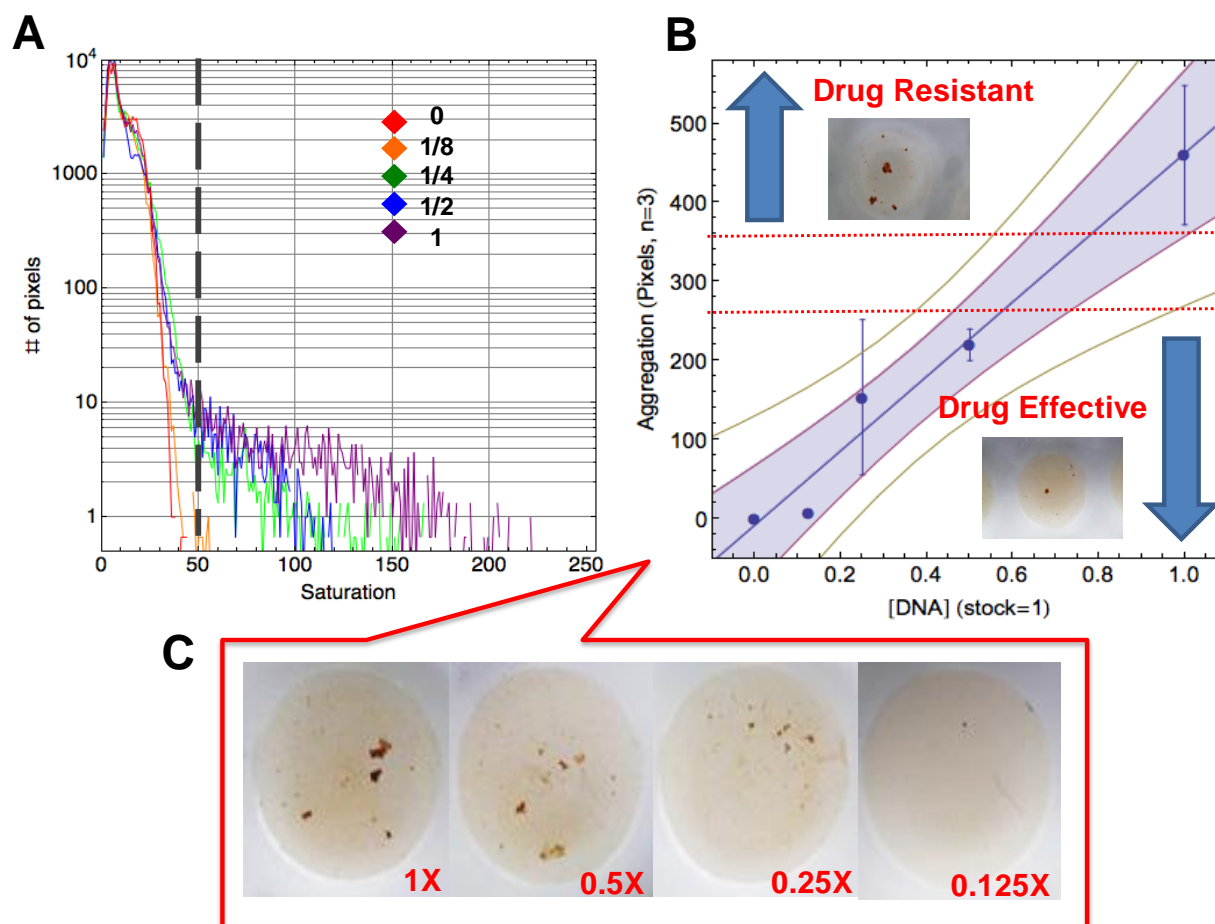 A
10^4
1000
100
10
1
# of pixels
0
1/8
1/4
1/2
1
0
50
100
150
200
250
Saturation
B
500
400
300
200
100
0
Aggregation (Pixels, n=3)
Drug Resistant
Drug Effective
0.0
0.2
0.4
0.6
0.8
1.0
[DNA] (stock=1)
C
1X
0.5X
0.25X
0.125X